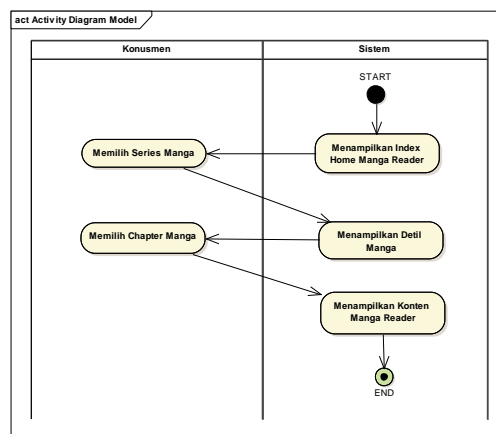 act Activity Diagram Model
Konusmen
Sistem
START
Menampilkan Index
Home Manga Reader
Memilih Series Manga
Menampilkan Detil
Manga
Memilih Chapter Manga
Menampilkan Konten
Manga Reader
END